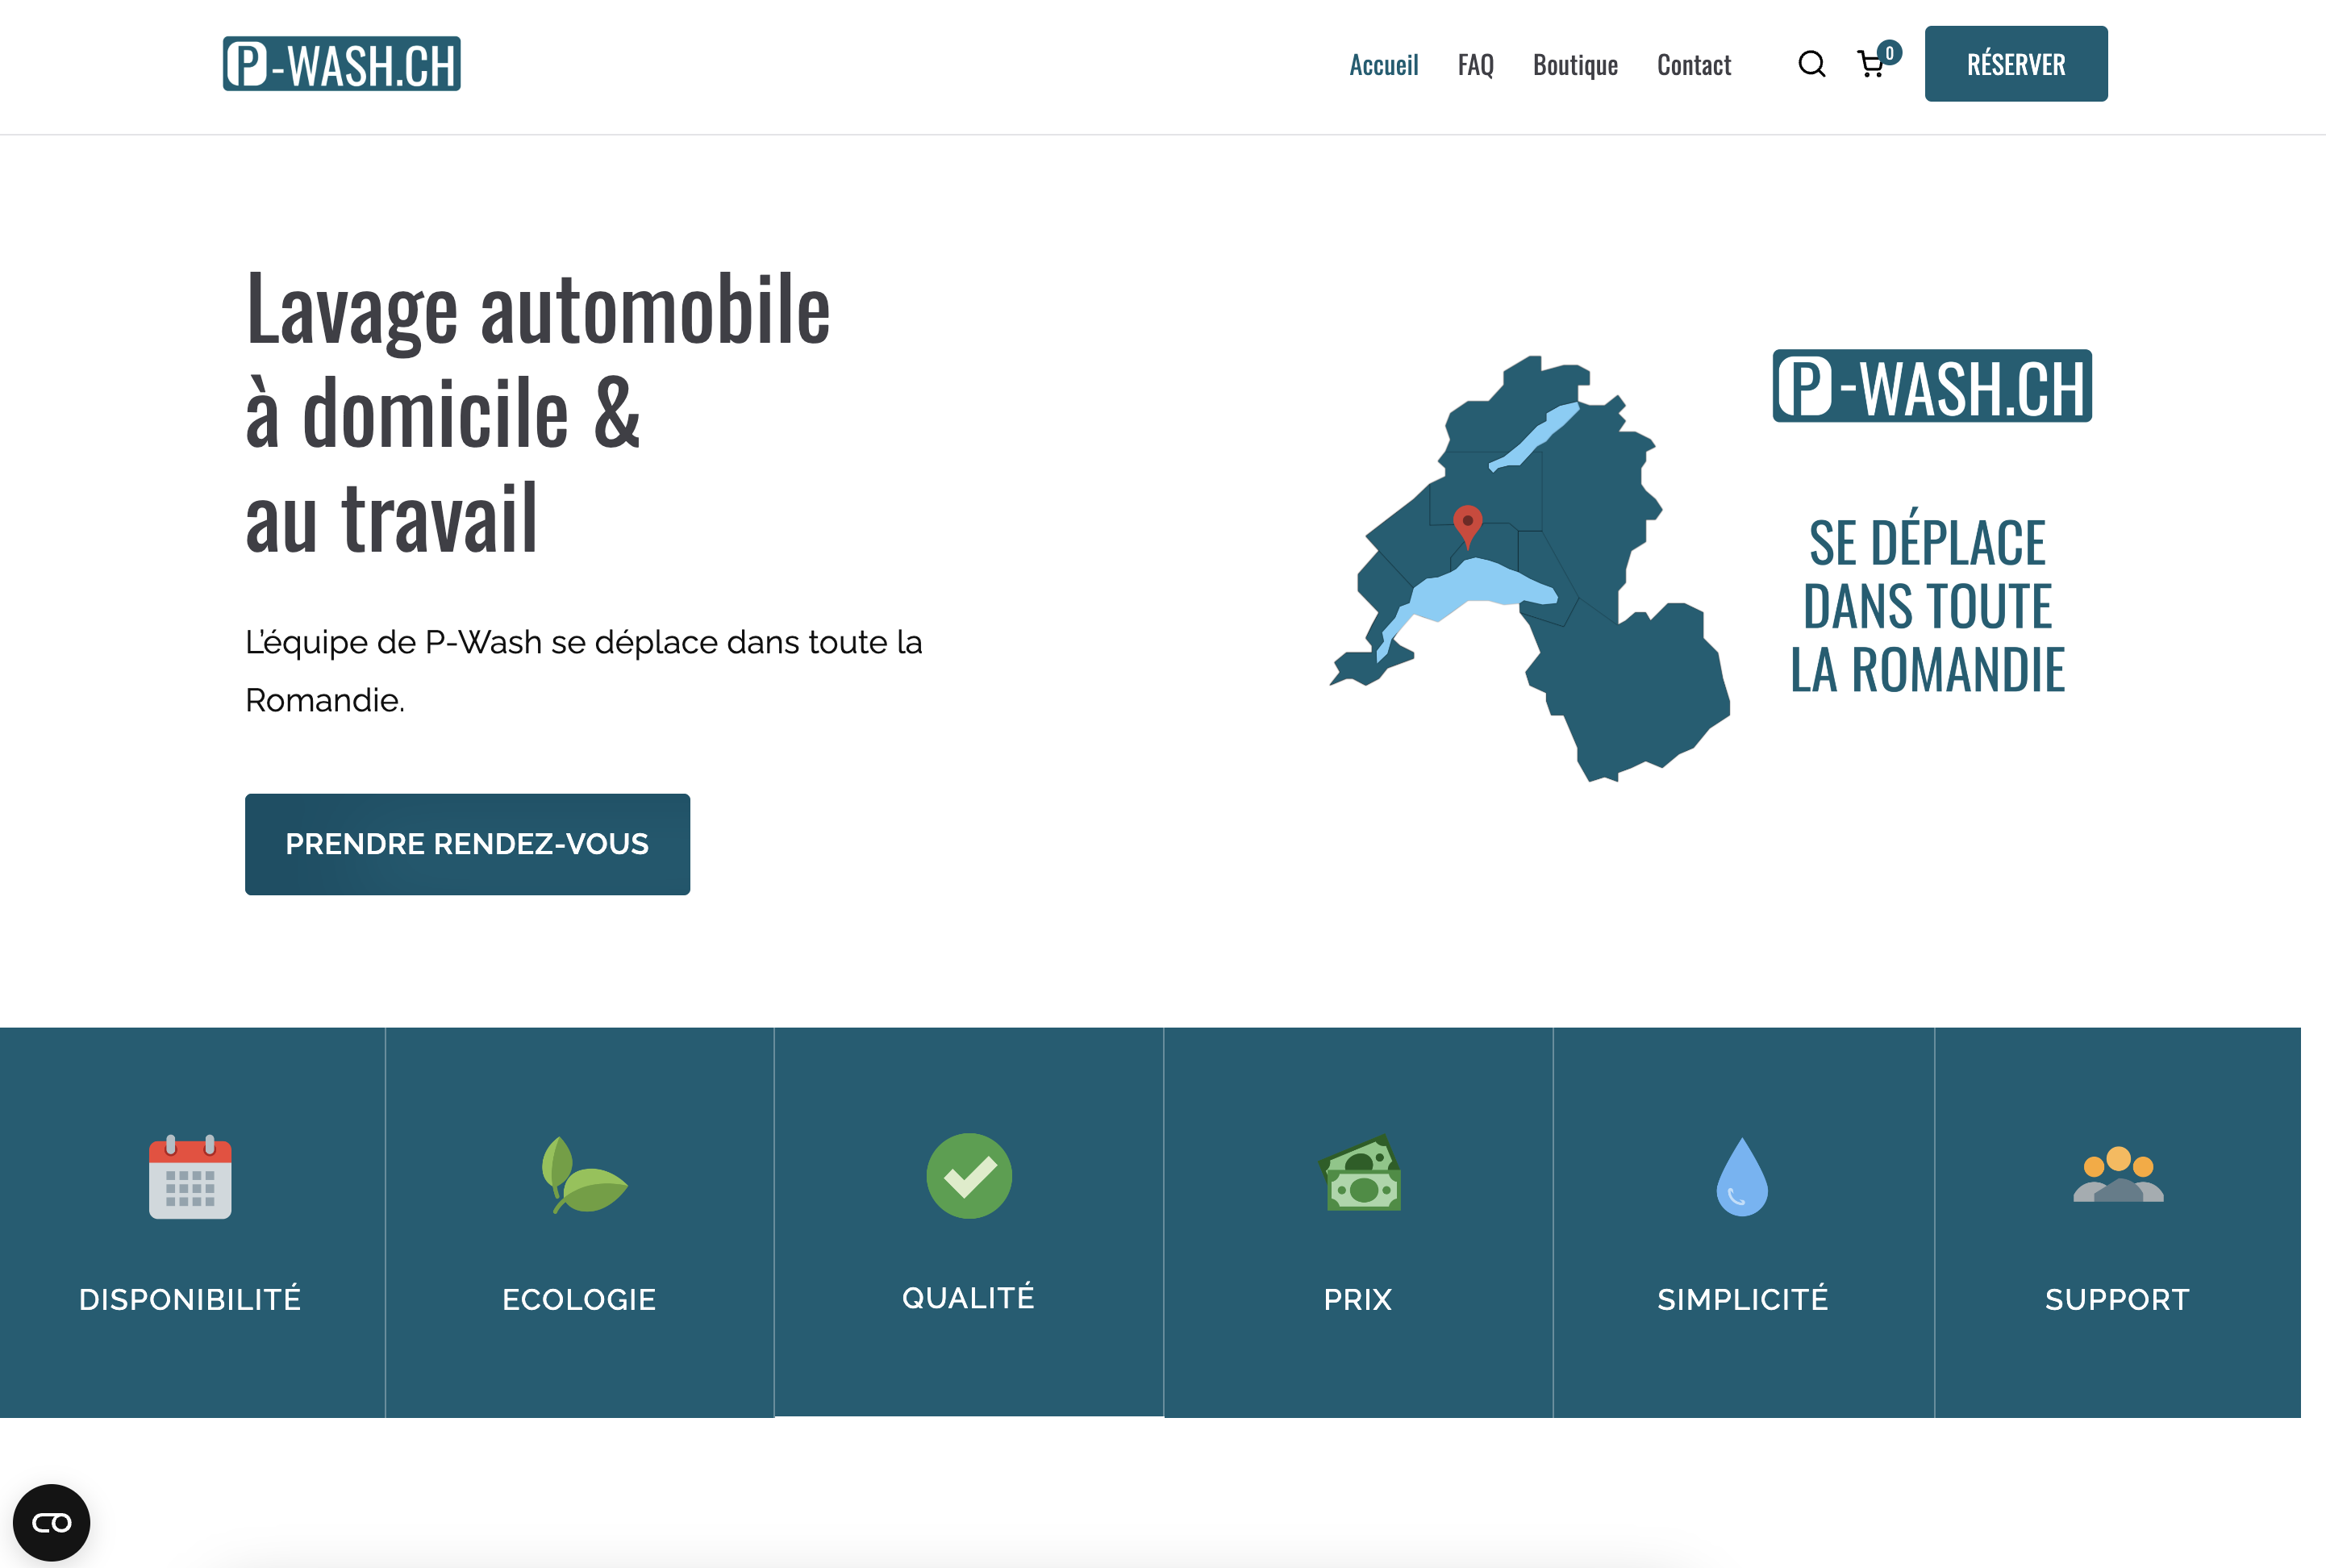 P-WASH.CH
Accueil FAQ Boutique Contact 0 RÉSERVER
Lavage automobile
à domicile &
au travail
L'équipe de P-Wash se déplace dans toute la
Romandie.
PRENDRE RENDEZ-VOUS
P-WASH.CH
SE DÉPLACE
DANS TOUTE
LA ROMANDIE
DISPONIBILITÉ
ECOLOGIE
QUALITÉ
PRIX
SIMPLICITÉ
SUPPORT